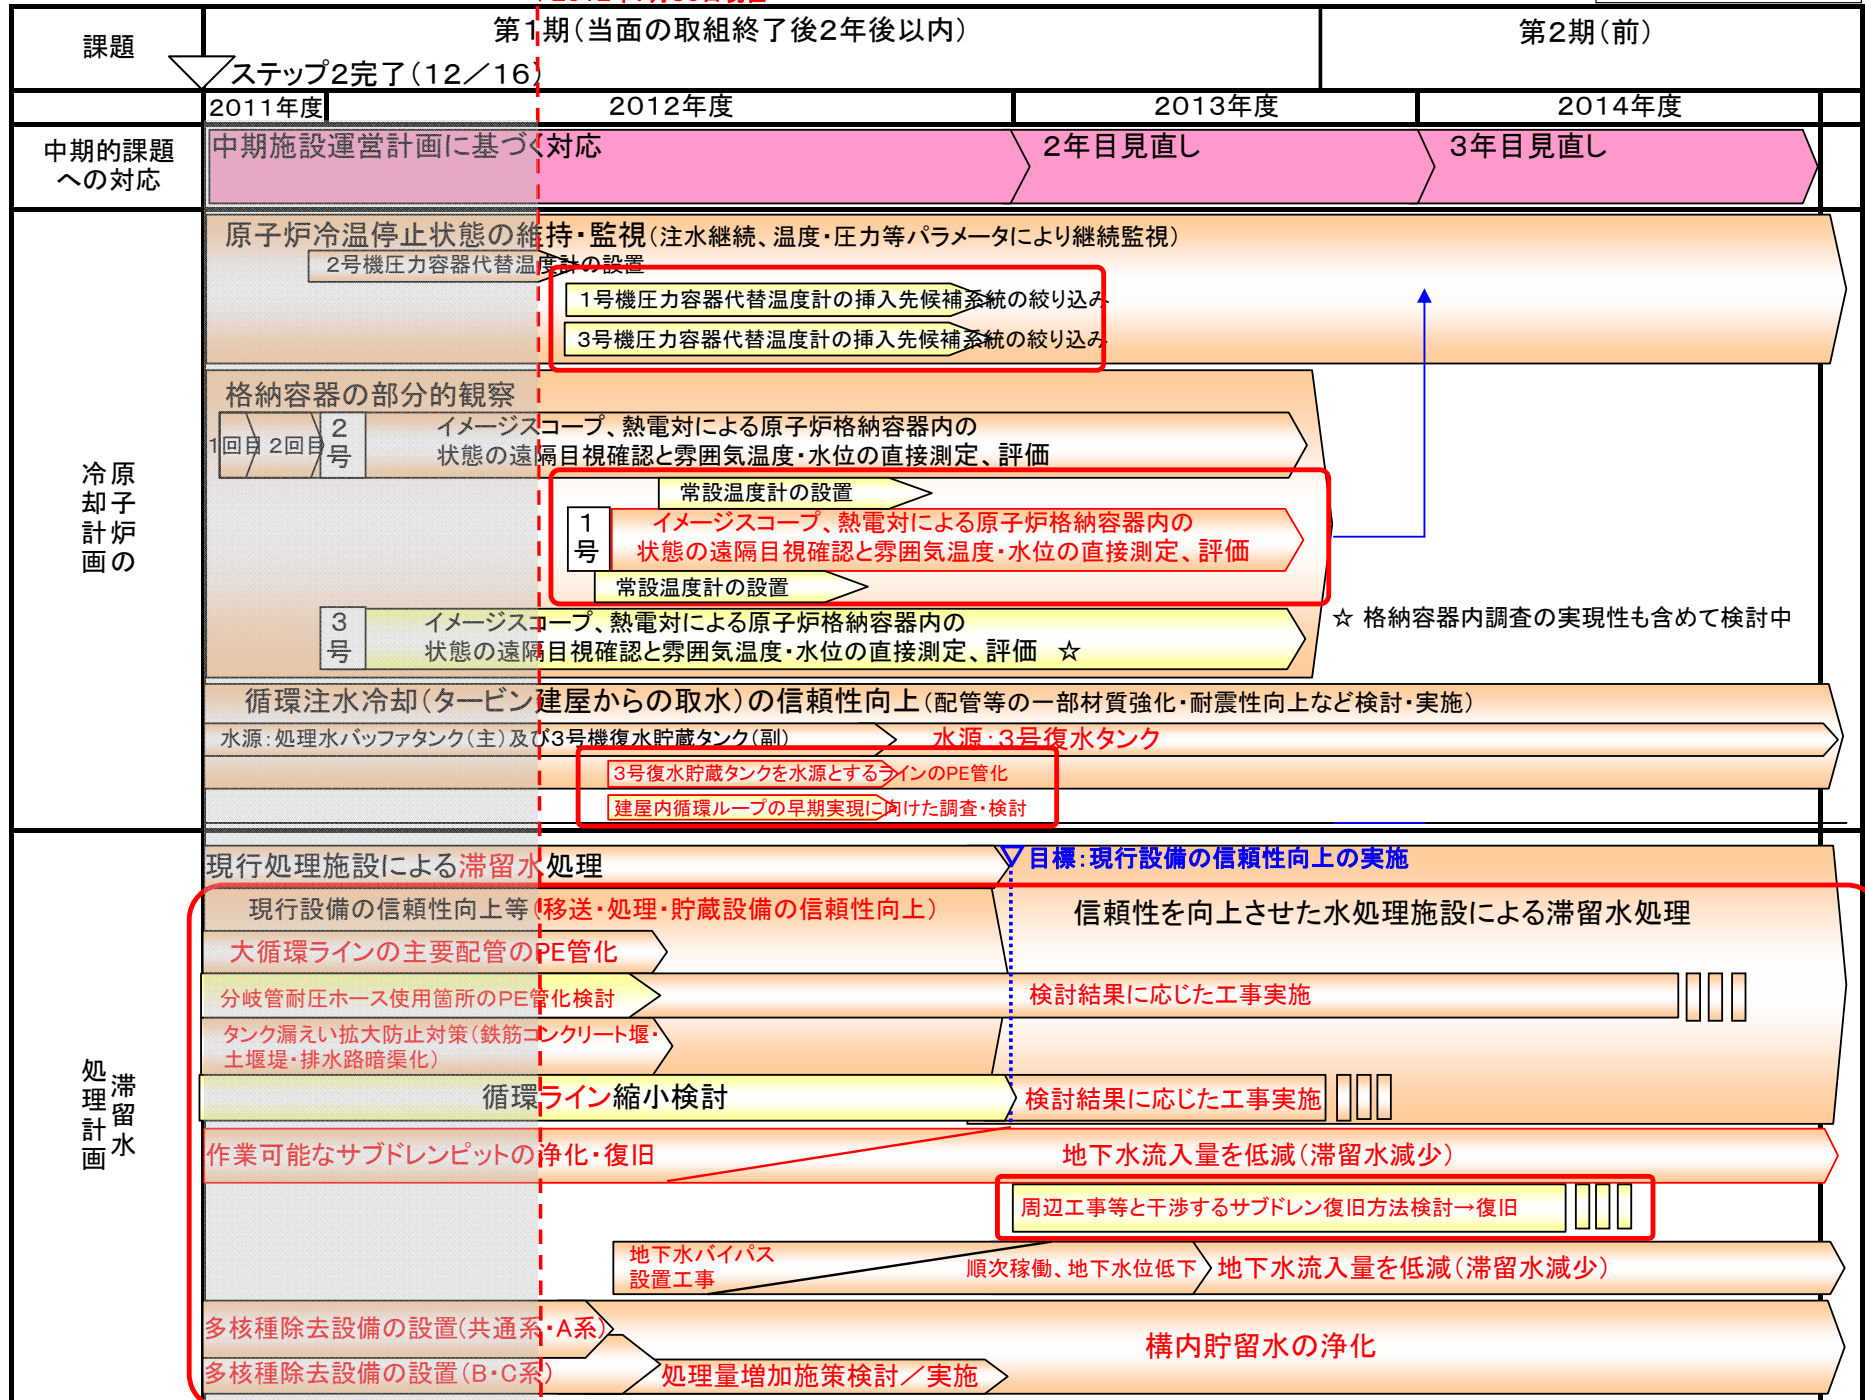 課題
第1期(当面の取組終了後2年後以内)
第2期(前)
ステップ2完了(12／16)
2011年度
2012年度
2013年度
2014年度
中期的課題
への対応
中期施設運営計画に基づく対応
2年目見直し
3年目見直し
原子炉の
冷却計画
原子炉冷温停止状態の維持・監視(注水継続、温度・圧力等パラメータにより継続監視)
2号機圧力容器代替温度計の設置
1号機圧力容器代替温度計の挿入先候補系統の絞り込み
3号機圧力容器代替温度計の挿入先候補系統の絞り込み
格納容器の部分的観察
1回目
2回目
2号
イメージスコープ、熱電対による原子炉格納容器内の
状態の遠隔目視確認と雰囲気温度・水位の直接測定、評価
常設温度計の設置
1号
イメージスコープ、熱電対による原子炉格納容器内の
状態の遠隔目視確認と雰囲気温度・水位の直接測定、評価
常設温度計の設置
3号
イメージスコープ、熱電対による原子炉格納容器内の
状態の遠隔目視確認と雰囲気温度・水位の直接測定、評価 ☆
☆ 格納容器内調査の実現性も含めて検討中
循環注水冷却(タービン建屋からの取水)の信頼性向上(配管等の一部材質強化・耐震性向上など検討・実施)
水源:処理水バッファタンク(主)及び3号機復水貯蔵タンク(副)
水源:3号復水タンク
3号復水貯蔵タンクを水源とするラインのPE管化
建屋内循環ループの早期実現に向けた調査・検討
滞留水
処理計画
現行処理施設による滞留水処理
目標:現行設備の信頼性向上の実施
現行設備の信頼性向上等(移送・処理・貯蔵設備の信頼性向上)
信頼性を向上させた水処理施設による滞留水処理
大循環ラインの主要配管のPE管化
分岐管耐圧ホース使用箇所のPE管化検討
検討結果に応じた工事実施
タンク漏えい拡大防止対策(鉄筋コンクリート堰・
土堰堤・排水路暗渠化)
循環ライン縮小検討
検討結果に応じた工事実施
作業可能なサブドレンピットの浄化・復旧
地下水流入量を低減(滞留水減少)
周辺工事等と干渉するサブドレン復旧方法検討→復旧
地下水バイパス
設置工事
順次稼働、地下水位低下
地下水流入量を低減(滞留水減少)
多核種除去設備の設置(共通系・A系)
構内貯留水の浄化
多核種除去設備の設置(B・C系)
処理量増加施策検討／実施